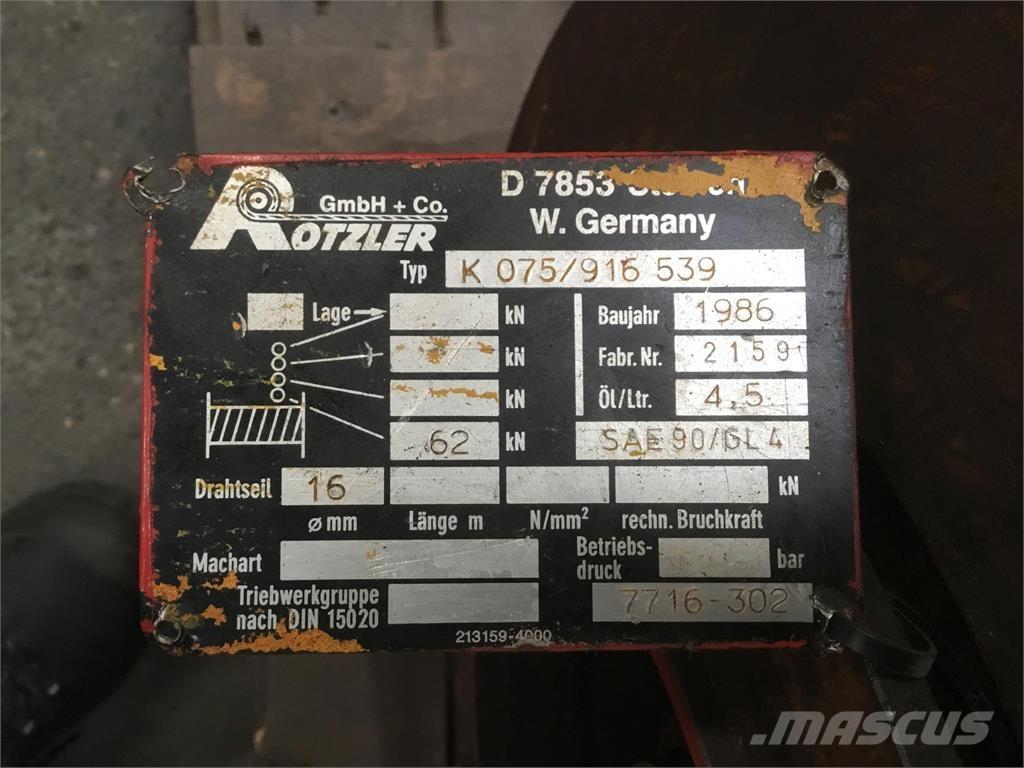 GmbH + Co.
ROTZLER
D 7853
W. Germany
Typ K 075/916 539
Lage kN Baujahr 1986
kN Fabr. Nr. 2159
kN Öl/Ltr. 4,5
62 kN SAE 90/GL 4
Drahtseil 16 kN
ø mm Länge m N/mm² rechn. Bruchkraft
Machart Betriebs-
druck bar
Triebwerkgruppe
nach DIN 15020 7716-302
213159-4000
MASCUS